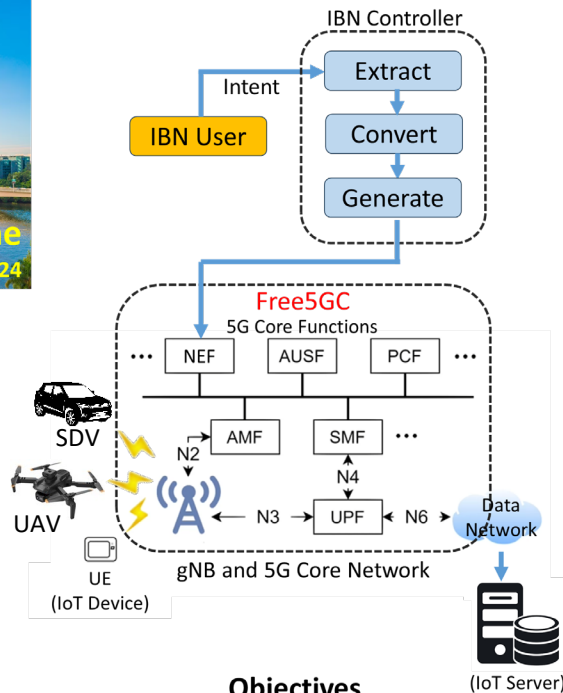 IBN Controller
Extract
Intent
IBN User
Convert
Generate
24
Free5GC
5G Core Functions
••• NEF AUSF PCF •••
SDV
AMF SMF •••
N2
N4
UAV
N3 UPF N6
Data
Network
UE
(IoT Device)
gNB and 5G Core Network
(IoT Server)
Objectives